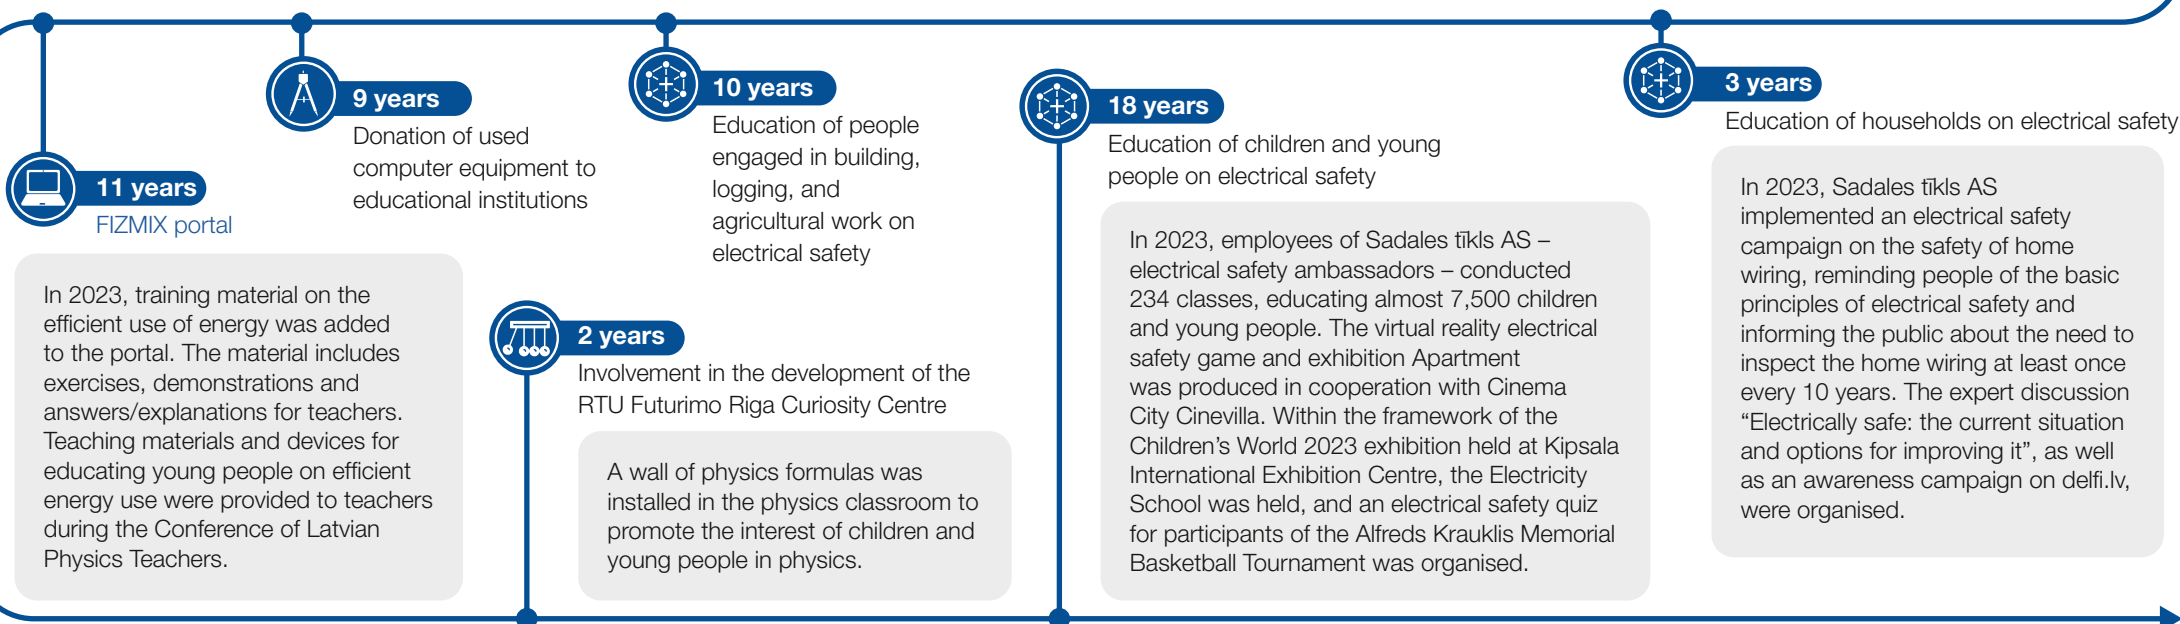 11 years
FIZMIX portal
In 2023, training material on the
efficient use of energy was added
to the portal. The material includes
exercises, demonstrations and
answers/explanations for teachers.
Teaching materials and devices for
educating young people on efficient
energy use were provided to teachers
during the Conference of Latvian
Physics Teachers.
9 years
Donation of used
computer equipment to
educational institutions
2 years
Involvement in the development of the
RTU Futurimo Riga Curiosity Centre
A wall of physics formulas was
installed in the physics classroom to
promote the interest of children and
young people in physics.
10 years
Education of people
engaged in building,
logging, and
agricultural work on
electrical safety
18 years
Education of children and young
people on electrical safety
In 2023, employees of Sadales tīkls AS –
electrical safety ambassadors – conducted
234 classes, educating almost 7,500 children
and young people. The virtual reality electrical
safety game and exhibition Apartment
was produced in cooperation with Cinema
City Cinevilla. Within the framework of the
Children’s World 2023 exhibition held at Kipsala
International Exhibition Centre, the Electricity
School was held, and an electrical safety quiz
for participants of the Alfreds Krauklis Memorial
Basketball Tournament was organised.
3 years
Education of households on electrical safety
In 2023, Sadales tīkls AS
implemented an electrical safety
campaign on the safety of home
wiring, reminding people of the basic
principles of electrical safety and
informing the public about the need to
inspect the home wiring at least once
every 10 years. The expert discussion
“Electrically safe: the current situation
and options for improving it”, as well
as an awareness campaign on delfi.lv,
were organised.